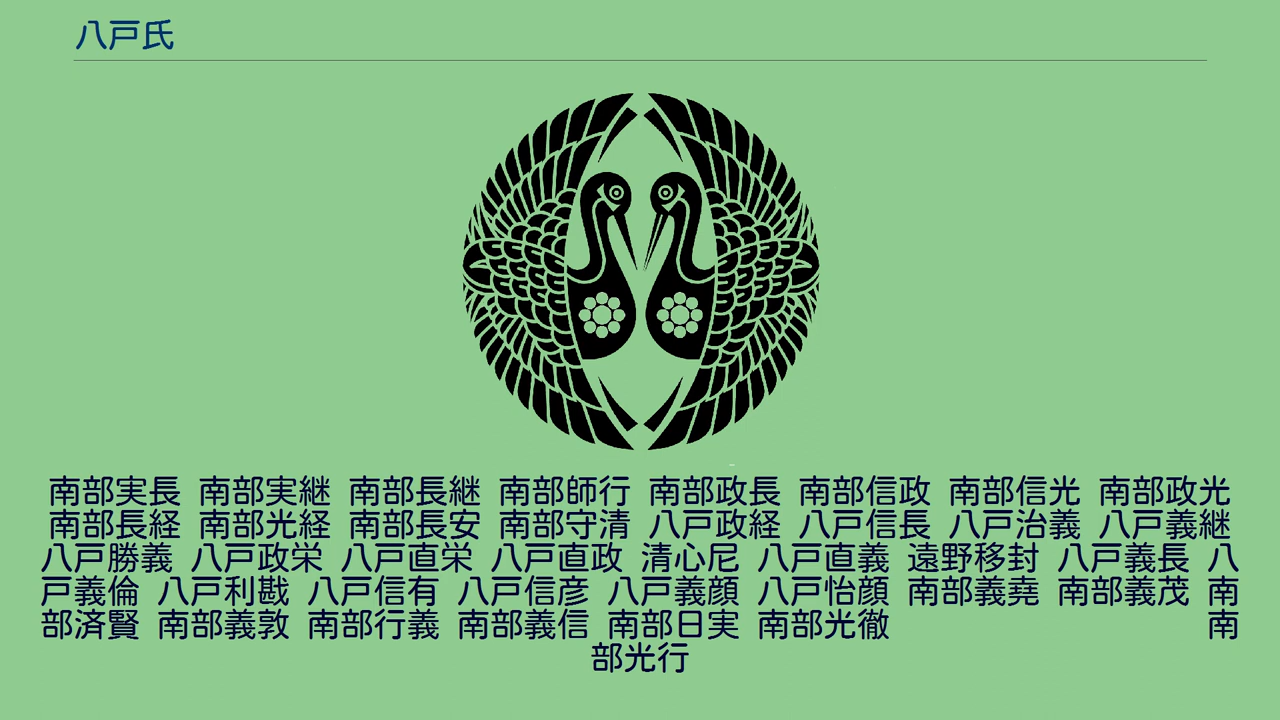 八戸氏
南部実長 南部実継 南部長継 南部師行 南部政長 南部信政 南部信光 南部政光
南部長経 南部光経 南部長安 南部守清 八戸政経 八戸信長 八戸治義 八戸義継
八戸勝義 八戸政栄 八戸直栄 八戸直政 清心尼 八戸直義 遠野移封 八戸義長 八
戸義倫 八戸利戡 八戸信有 八戸信彦 八戸義顔 八戸怡顔 南部義堯 南部義茂 南
部済賢 南部義敦 南部行義 南部義信 南部日実 南部光徹 南
部光行